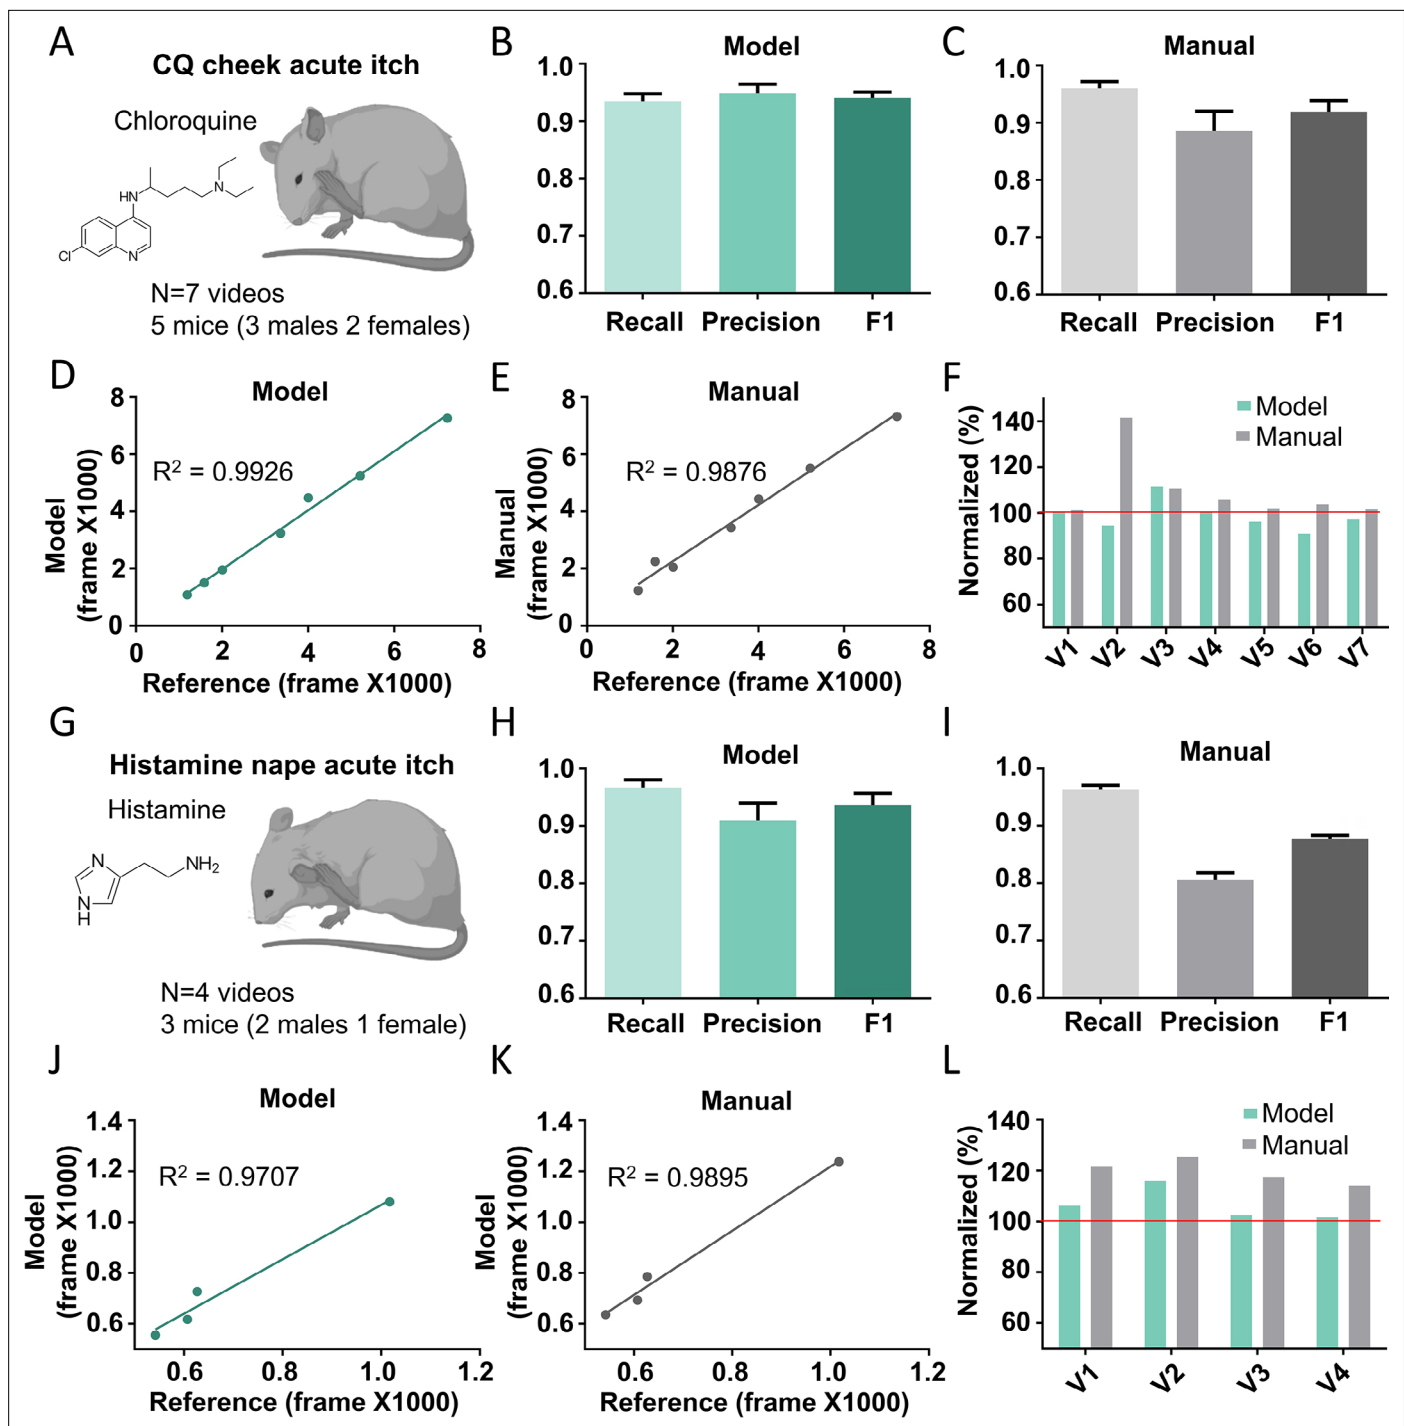 A
CQ cheek acute itch
Chloroquine
HN
N
Cl
N
N=7 videos
5 mice (3 males 2 females)
B
Model
1.0
0.9
0.8
0.7
0.6
Recall Precision F1
C
Manual
1.0
0.9
0.8
0.7
0.6
Recall Precision F1
D
Model
R² = 0.9926
Model
(frame X1000)
8
6
4
2
0
0 2 4 6 8
Reference (frame X1000)
E
Manual
R² = 0.9876
Manual
(frame X1000)
8
6
4
2
0
0 2 4 6 8
Reference (frame X1000)
F
Model
Manual
Normalized (%)
140
120
100
80
60
V1 V2 V3 V4 V5 V6 V7
G
Histamine nape acute itch
Histamine
N
NH2
N
H
N=4 videos
3 mice (2 males 1 female)
H
Model
1.0
0.9
0.8
0.7
0.6
Recall Precision F1
I
Manual
1.0
0.9
0.8
0.7
0.6
Recall Precision F1
J
Model
R² = 0.9707
Model
(frame X1000)
1.4
1.2
1.0
0.8
0.6
0.6 0.8 1.0 1.2
Reference (frame X1000)
K
Manual
R² = 0.9895
Model
(frame X1000)
1.4
1.2
1.0
0.8
0.6
0.6 0.8 1.0 1.2
Reference (frame X1000)
L
Model
Manual
Normalized (%)
140
120
100
80
60
V1 V2 V3 V4